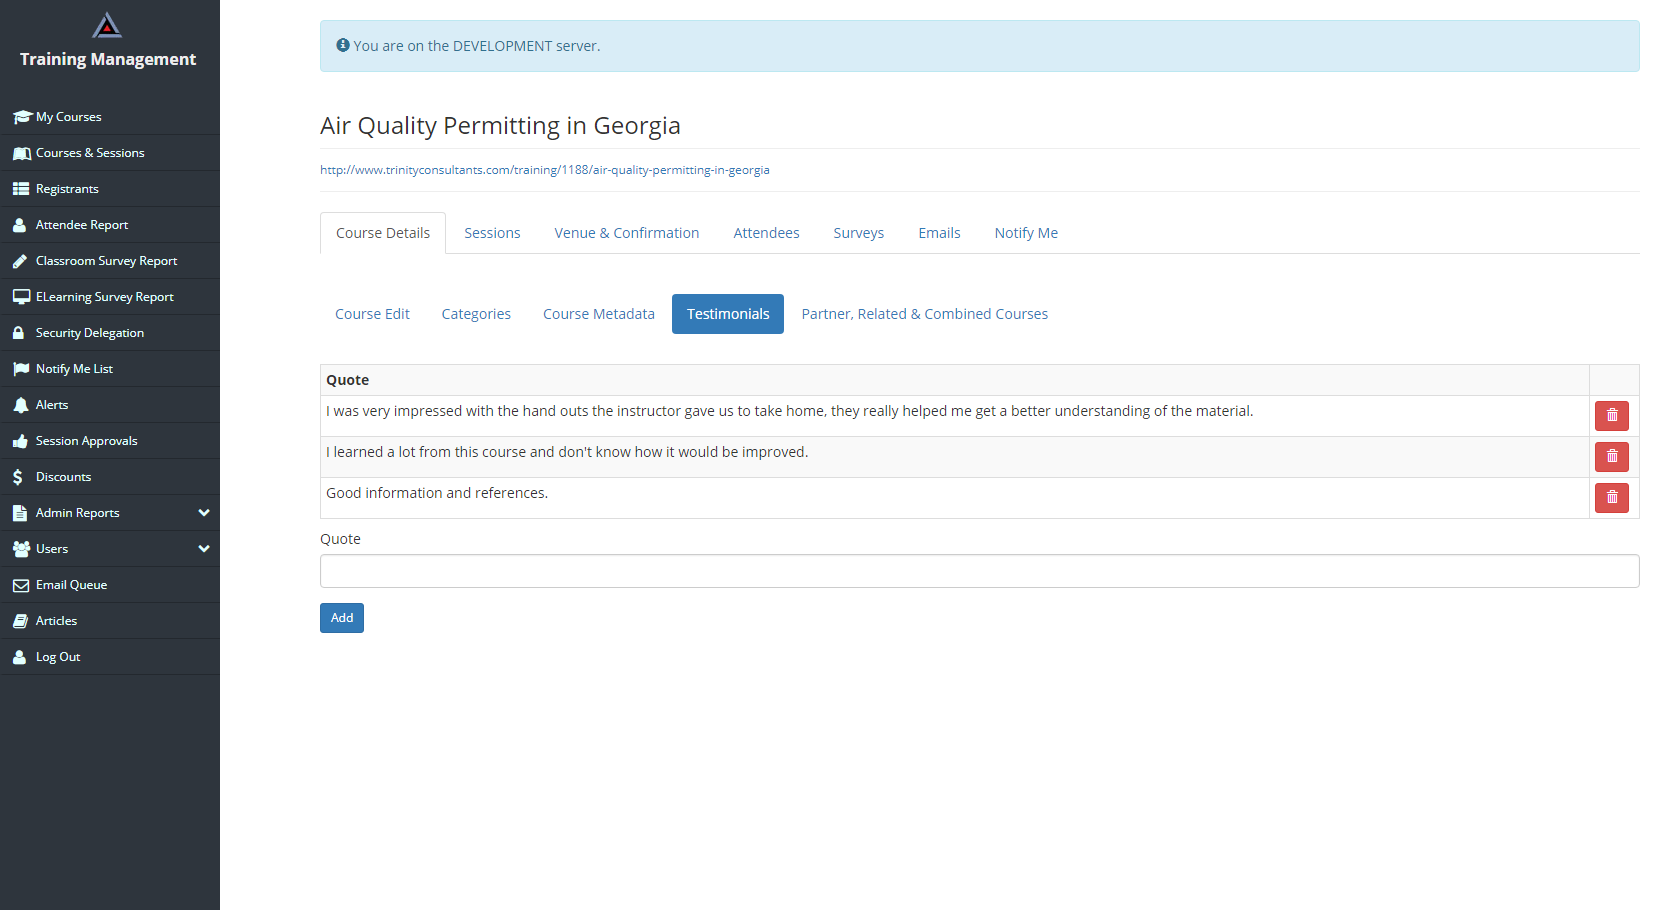 Training Management
My Courses
Courses & Sessions
Registrants
Attendee Report
Classroom Survey Report
ELearning Survey Report
Security Delegation
Notify Me List
Alerts
Session Approvals
Discounts
Admin Reports
Users
Email Queue
Articles
Log Out
You are on the DEVELOPMENT server.
Air Quality Permitting in Georgia
http://www.trinityconsultants.com/training/1188/air-quality-permitting-in-georgia
Course Details Sessions Venue & Confirmation Attendees Surveys Emails Notify Me
Course Edit Categories Course Metadata Testimonials Partner, Related & Combined Courses
Quote
I was very impressed with the hand outs the instructor gave us to take home, they really helped me get a better understanding of the material.
I learned a lot from this course and don't know how it would be improved.
Good information and references.
Quote
Add